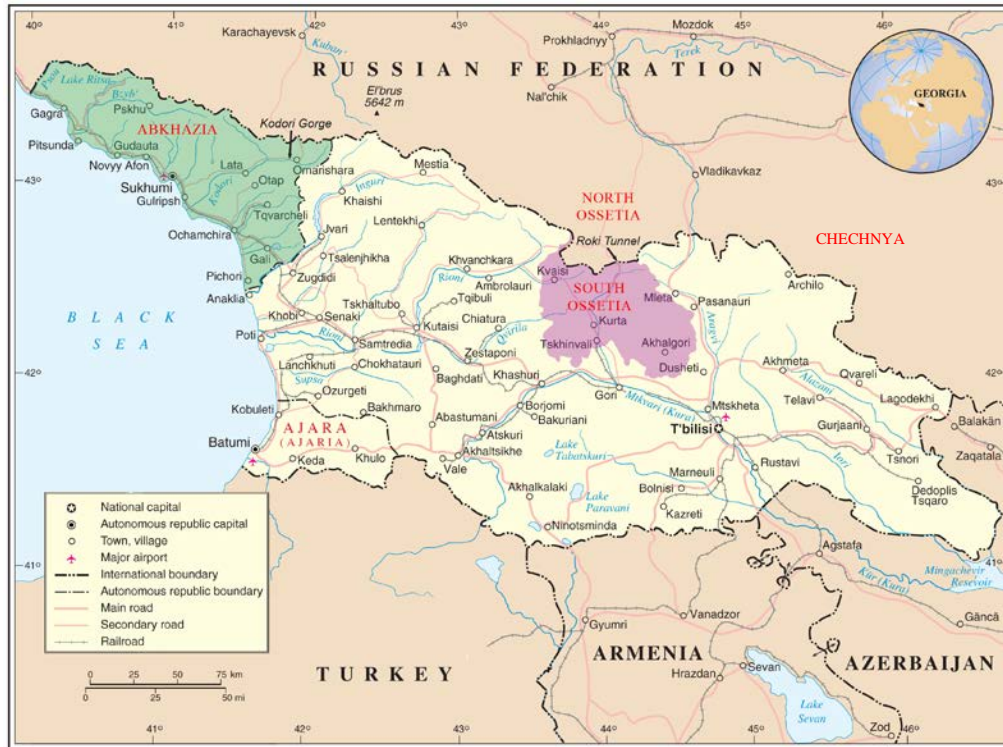 40°
41°
42°
43°
44°
45°
46°
Karachayevsk
Kuban'
Prokhladnyy
Mozdok
Terek
RUSSIAN FEDERATION
El'brus
5642 m
Nal'chik
GEORGIA
Psou
Lake Ritsa
Bzyb'
Pskhu
Gagra
Kodori Gorge
ABKHAZIA
Pitsunda
Gudauta
Novyy Afon
Lata
Omarishara
Mestia
Vladikavkaz
43°
43°
Sukhumi
Kodori
Otap
Gulripsh
Inguri
Khaishi
NORTH
OSSETIA
Tqvarcheli
Lentekhi
Ochamchira
Jvari
Roki Tunnel
CHECHNYA
Gali
Tsalenjhikha
Khvanchkara
Kvaisi
Pichori
Zugdidi
Rioni
Ambrolauri
SOUTH
OSSETIA
Archilo
Anaklia
Mleta
Pasanauri
BLACK
SEA
Khobi
Senaki
Tskhaltubo
Tqibuli
Chiatura
Kurta
Aragvi
Poti
Rioni
Kutaisi
Qvirila
Samtredia
Tskhinvali
Akhalgori
Lanchkhuti
Chokhatauri
Zestaponi
Akhmeta
Qvareli
42°
42°
Supsa
Baghdati
Khashuri
Dusheti
Alazani
Ozurgeti
Gori
Mtkvari (Kura)
Telavi
Lagodekhi
Kobuleti
Bakhmaro
Borjomi
Mtskheta
Abastumani
Bakuriani
T'bilisi
Gurjaani
Balakän
AJARA
(AJARIA)
Atskuri
Batumi
Akhaltsikhe
Lake
Tabatskuri
Zaqatala
Keda
Khulo
Vale
Iori
Tsnori
Marneuli
Rustavi
Akhalkalaki
Bolnisi
Dedoplis
Tsqaro
Lake
Paravani
Kazreti
Ninotsminda
National capital
Autonomous republic capital
Town, village
Major airport
International boundary
Autonomous republic boundary
Main road
Secondary road
Railroad
Agstafa
41°
41°
Mingachevir
Resevoir
Kür (Kura)
Gyumri
Vanadzor
Gäncä
0 25 50 75 km
0 25 50 mi
TURKEY
ARMENIA
AZERBAIJAN
Hrazdan
Sevan
Lake
Sevan
Zod
41°
42°
43°
44°
45°
46°